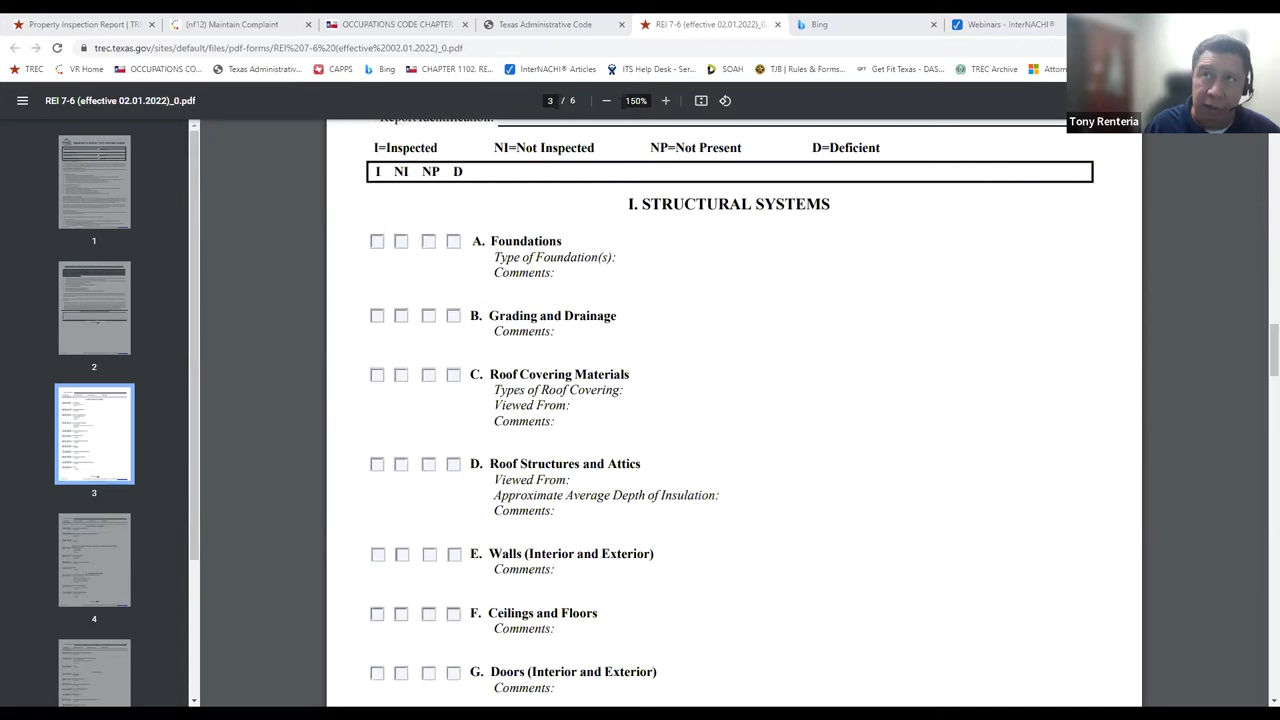 Property Inspection Report | TRE
(nf12) Maintain Complaint
OCCUPATIONS CODE CHAPTER
Texas Administrative Code
REI 7-6 (effective 02.01.2022)_0.p
Bing
Webinars - InterNACHI®
trec.texas.gov/sites/default/files/pdf-forms/REI%207-6%20(effective%2002.01.2022)_0.pdf
TREC
VR Home
OCCUPATIONS CO...
Texas Administrativ...
CAPPS
Bing
CHAPTER 1102. RE...
InterNACHI® Articles
ITS Help Desk - Ser...
SOAH
TJB | Rules & Forms...
Get Fit Texas - DAS...
TREC Archive
Attorn
REI 7-6 (effective 02.01.2022)_0.pdf
3 / 6
150%
Tony Renteria
Report Identification:
I=Inspected NI=Not Inspected NP=Not Present D=Deficient
I NI NP D
I. STRUCTURAL SYSTEMS
A. Foundations
Type of Foundation(s):
Comments:
B. Grading and Drainage
Comments:
C. Roof Covering Materials
Types of Roof Covering:
Viewed From:
Comments:
D. Roof Structures and Attics
Viewed From:
Approximate Average Depth of Insulation:
Comments:
E. Walls (Interior and Exterior)
Comments:
F. Ceilings and Floors
Comments:
G. Doors (Interior and Exterior)
Comments:
1
2
3
4